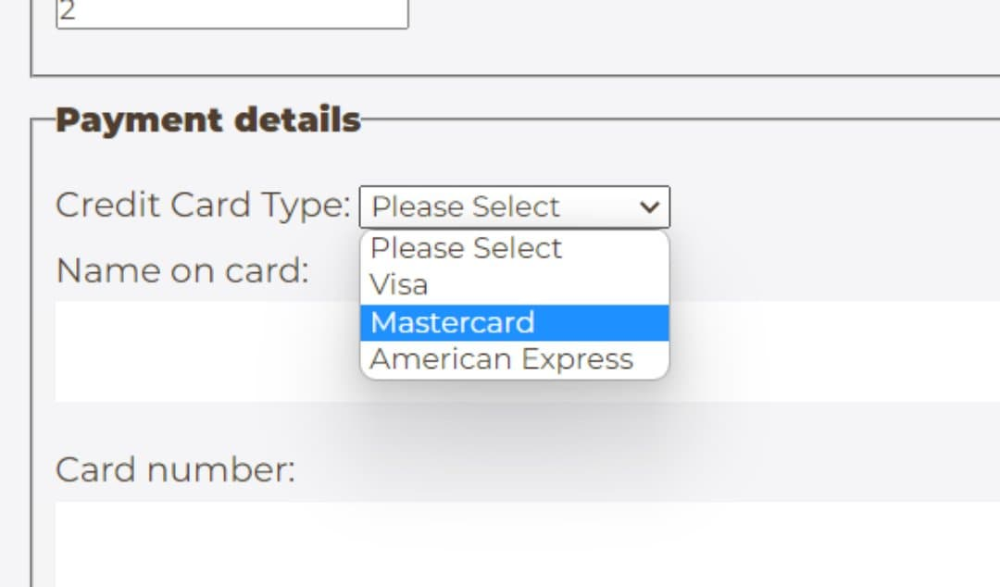 2
Payment details
Credit Card Type: Please Select
Please Select
Name on card:
Visa
Mastercard
American Express
Card number: